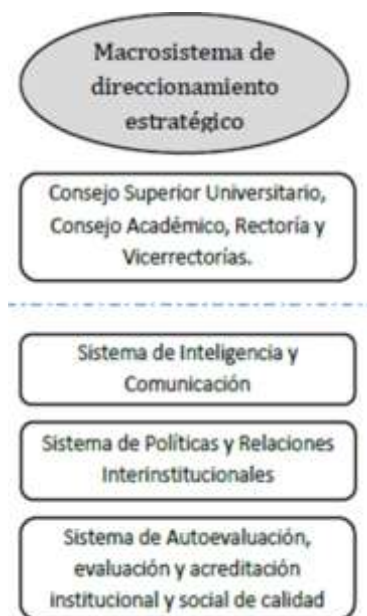 Macrosistema de
direccionamiento
estratégico
Consejo Superior Universitario,
Consejo Académico, Rectoría y
Vicerrectorías.
Sistema de Inteligencia y
Comunicación
Sistema de Políticas y Relaciones
Interinstitucionales
Sistema de Autoevaluación,
evaluación y acreditación
institucional y social de calidad